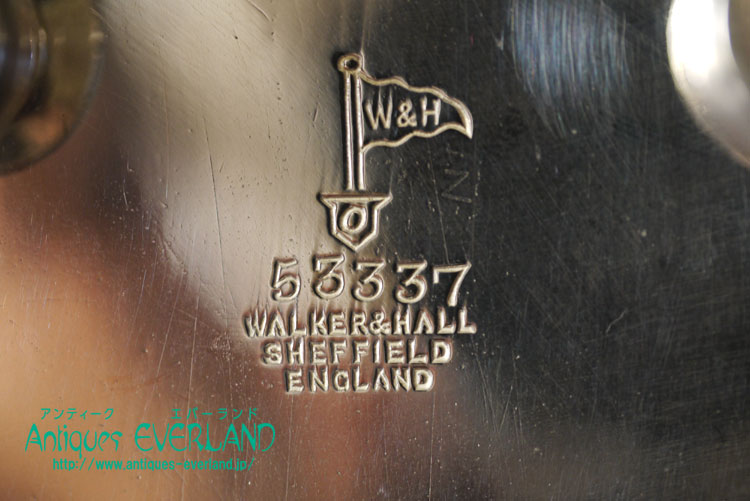 W&H
O
53337
WALKER&HALL
SHEFFIELD
ENGLAND
アンティーク エバーランド
Antiques EVERLAND
http://www.antiques-everland.jp/